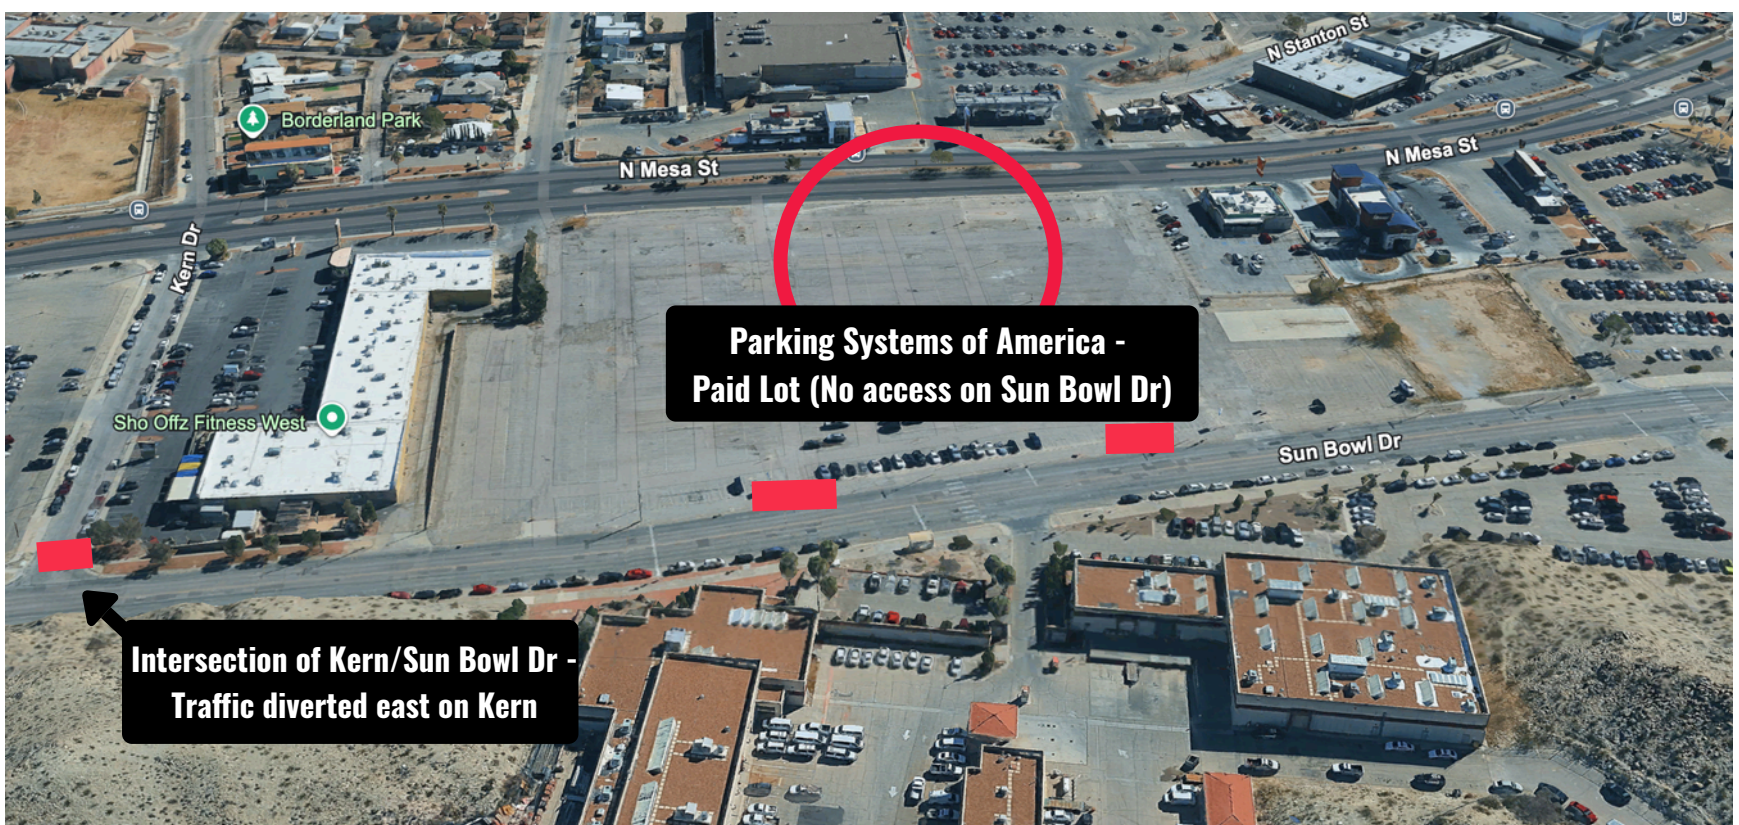 N Stanton St
Borderland Park
N Mesa St
N Mesa St
Kern Dr
Parking Systems of America -
Paid Lot (No access on Sun Bowl Dr)
Sho Offz Fitness West
Sun Bowl Dr
Intersection of Kern/Sun Bowl Dr -
Traffic diverted east on Kern